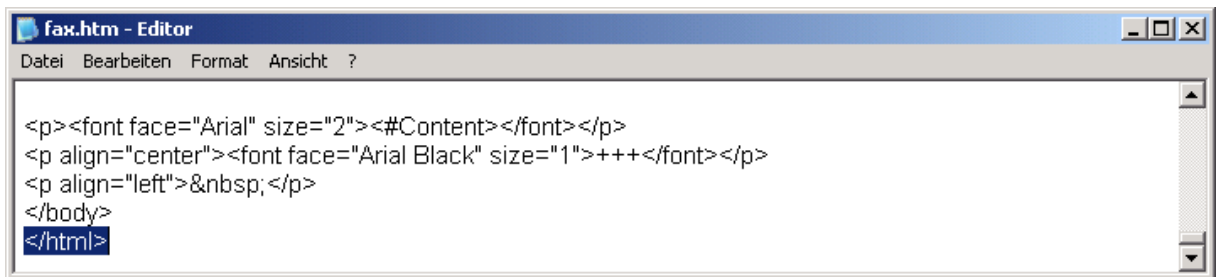 fax.htm - Editor
Datei Bearbeiten Format Ansicht ?
<p><font face="Arial" size="2"><#Content></font></p>
<p align="center"><font face="Arial Black" size="1">+++</font></p>
<p align="left">&nbsp;</p>
</body>
</html>